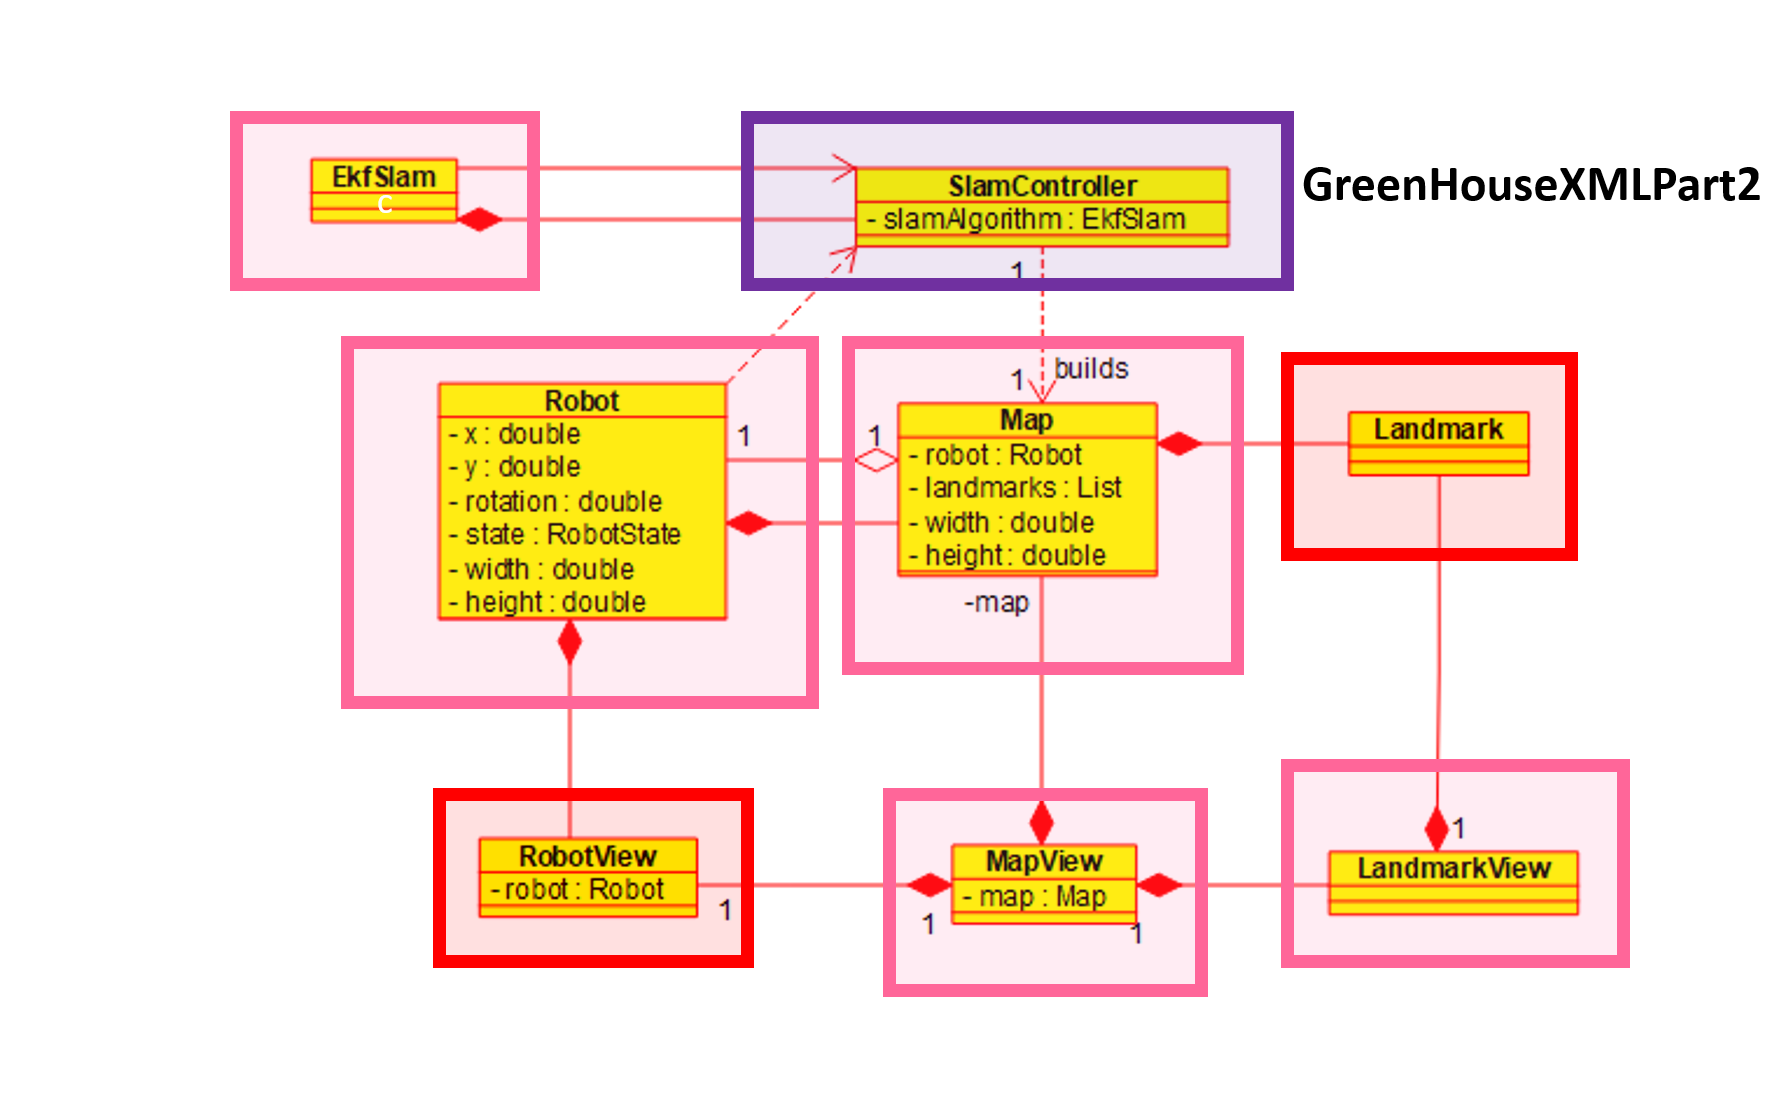 EkfSlam
C
SlamController
- slamAlgorithm : EkfSlam
GreenHouseXMLPart2
1
1
builds
Robot
- x : double
- y : double
- rotation : double
- state : RobotState
- width : double
- height : double
1
1
Map
- robot : Robot
- landmarks : List
- width : double
- height : double
-map
Landmark
RobotView
- robot : Robot
1
1
MapView
- map : Map
1
1
LandmarkView